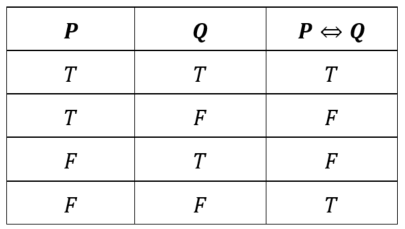 P Q P ⇔ Q
T T T
T F F
F T F
F F T